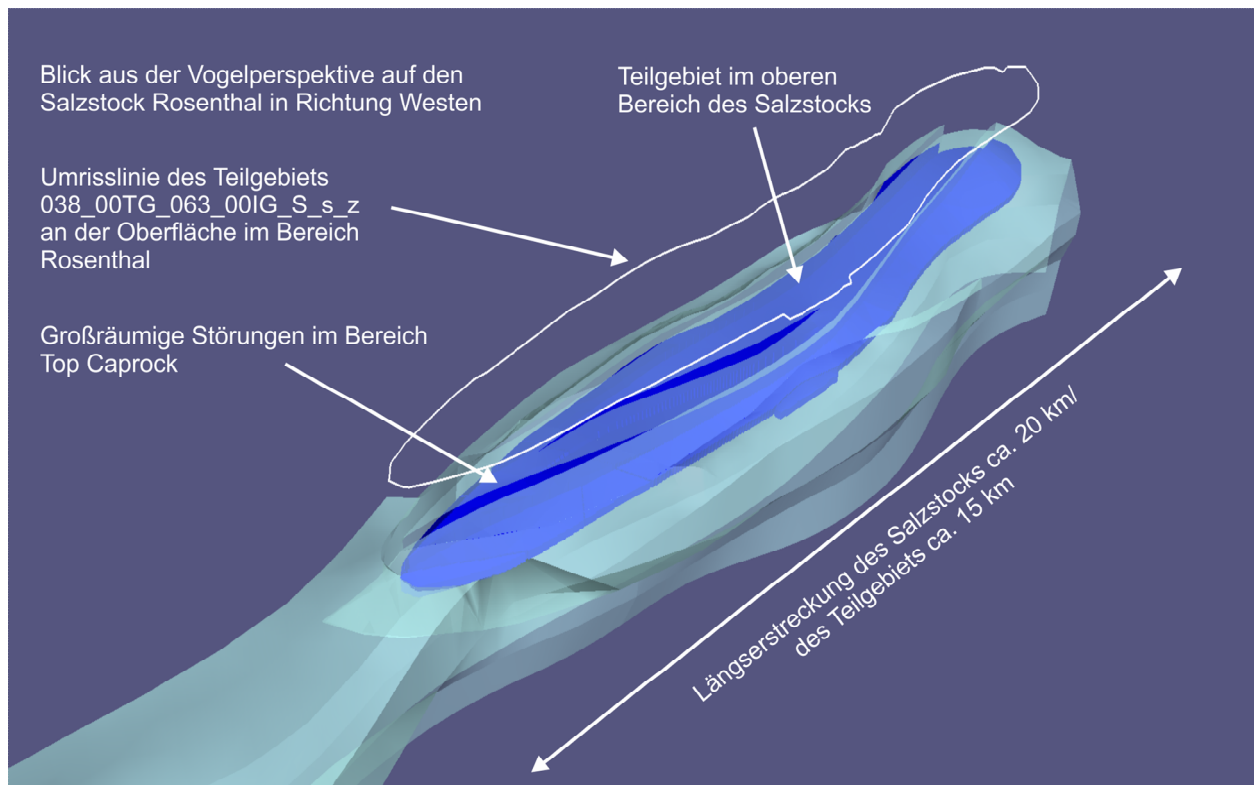 Blick aus der Vogelperspektive auf den
Salzstock Rosenthal in Richtung Westen
Teilgebiet im oberen
Bereich des Salzstocks
Umrisslinie des Teilgebiets
038_00TG_063_00IG_S_s_z
an der Oberfläche im Bereich
Rosenthal
Großräumige Störungen im Bereich
Top Caprock
Längserstreckung des Salzstocks ca. 20 km/
des Teilgebiets ca. 15 km